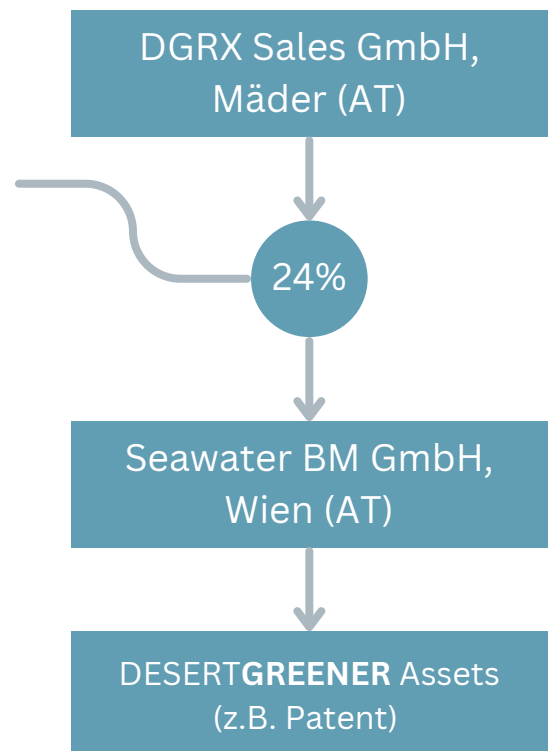 DGRX Sales GmbH,
Mäder (AT)
24%
Seawater BM GmbH,
Wien (AT)
DESERTGREENER Assets
(z.B. Patent)